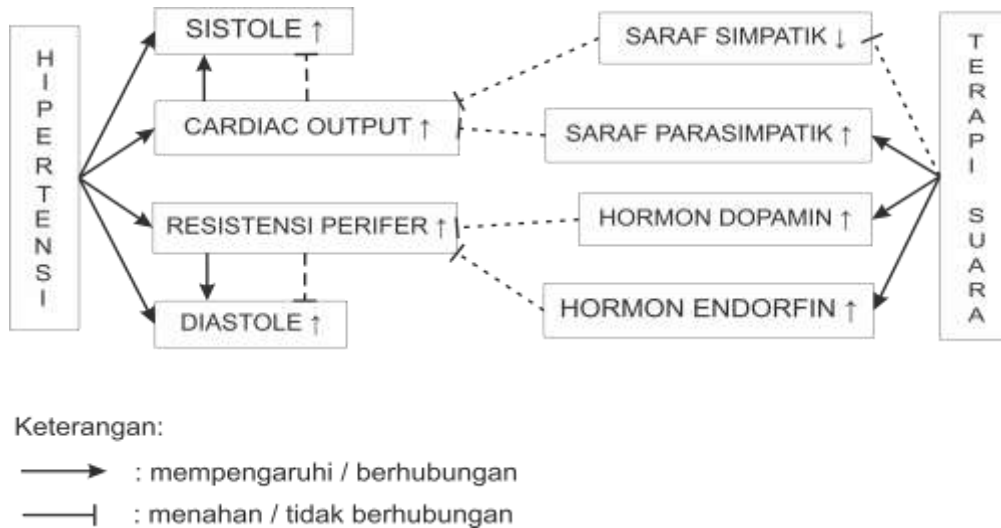 HIPERTENSI
SISTOLE ↑
CARDIAC OUTPUT ↑
RESISTENSI PERIFER ↑
DIASTOLE ↑
SARAF SIMPATIK ↓
SARAF PARASIMPATIK ↑
HORMON DOPAMIN ↑
HORMON ENDORFIN ↑
TERAPI SUARA
Keterangan:
: mempengaruhi / berhubungan
: menahan / tidak berhubungan